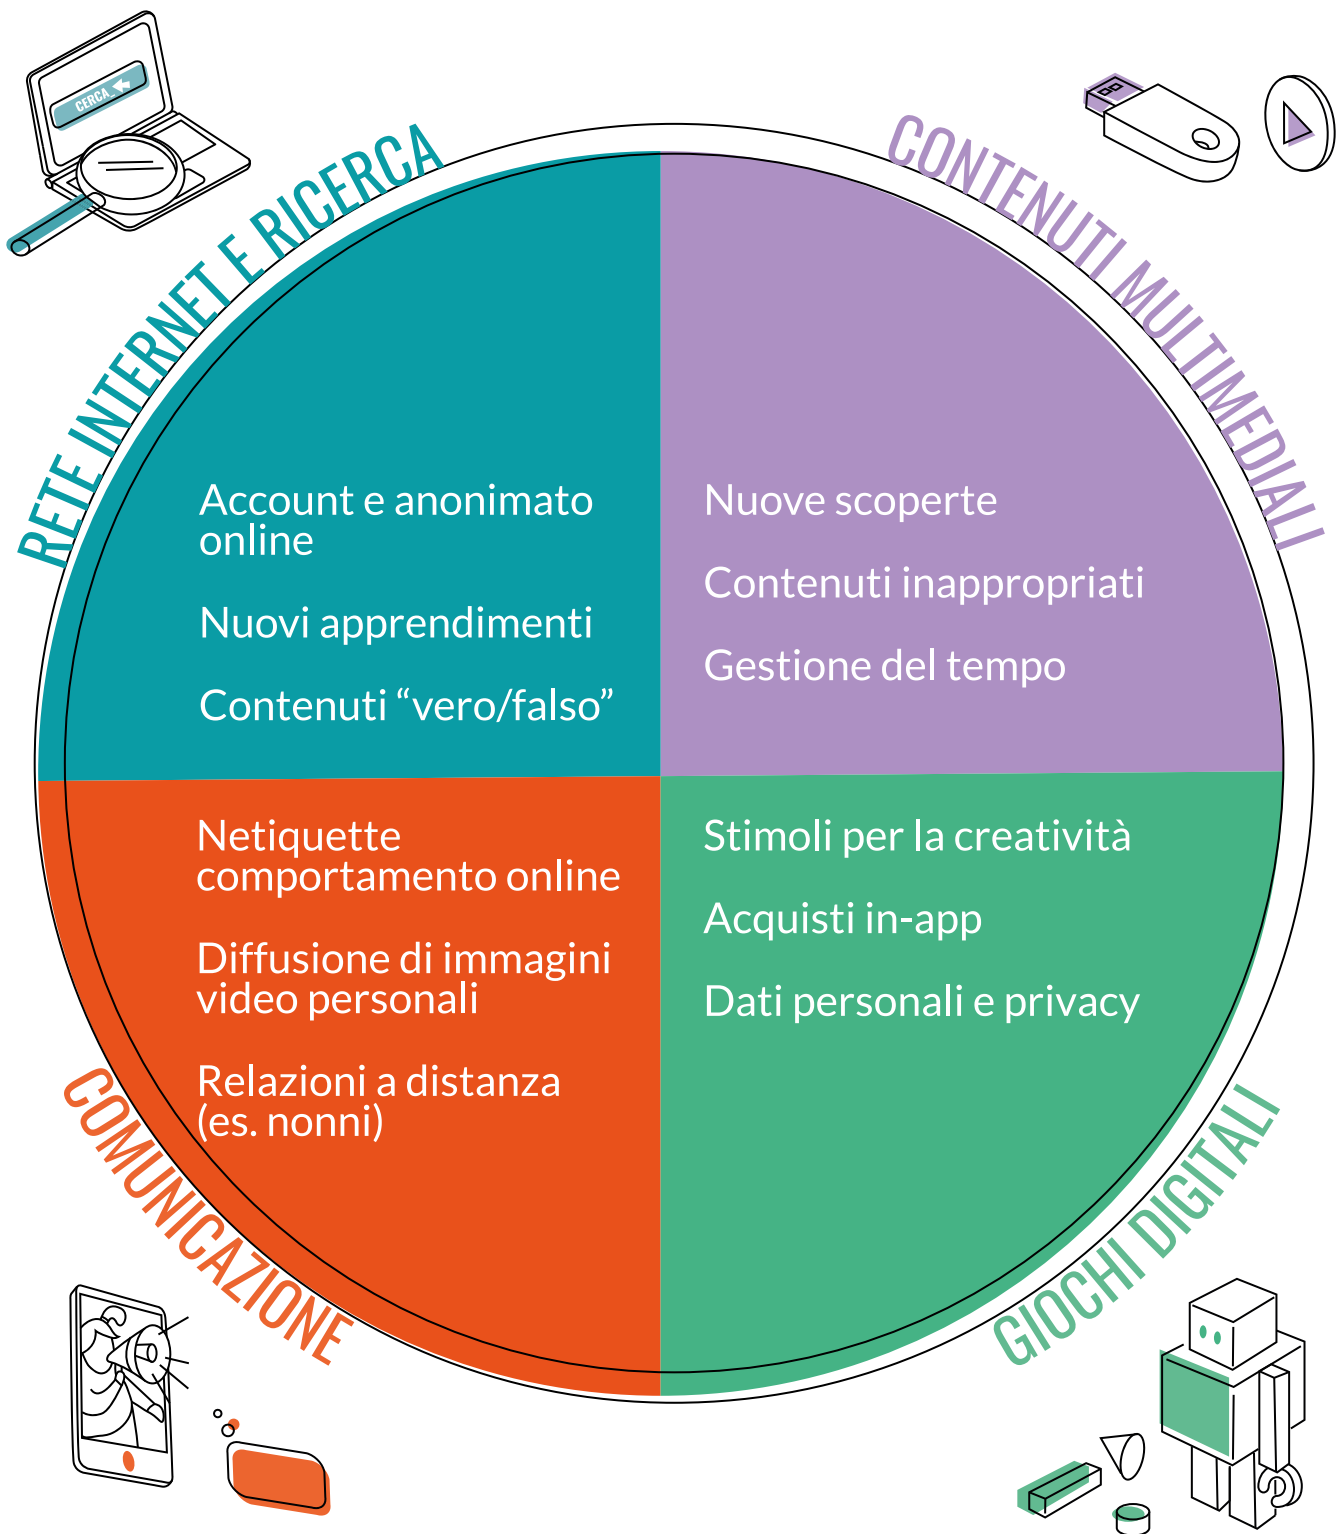 CERCA_
RETE INTERNET E RICERCA
Account e anonimato
online
Nuovi apprendimenti
Contenuti “vero/falso”
CONTENUTI MULTIMEDIALI
Nuove scoperte
Contenuti inappropriati
Gestione del tempo
Netiquette
comportamento online
Diffusione di immagini
video personali
Relazioni a distanza
(es. nonni)
COMUNICAZIONE
Stimoli per la creatività
Acquisti in-app
Dati personali e privacy
GIOCHI DIGITALI